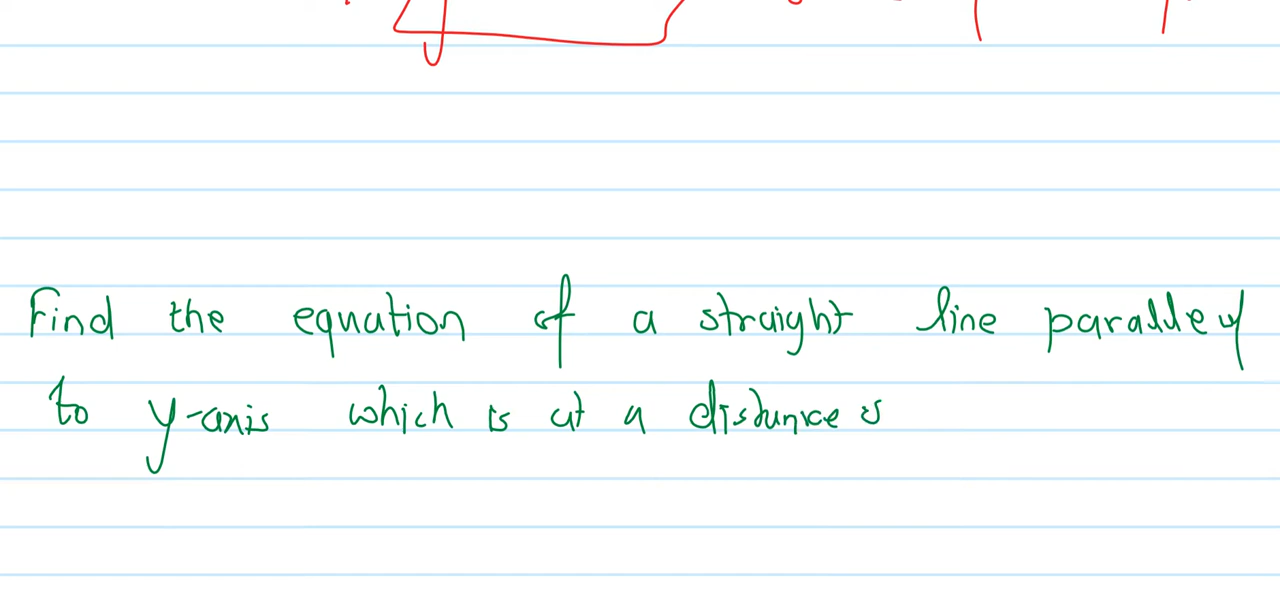 Find the equation of a straight line parallel
to y-axis which is at a distance